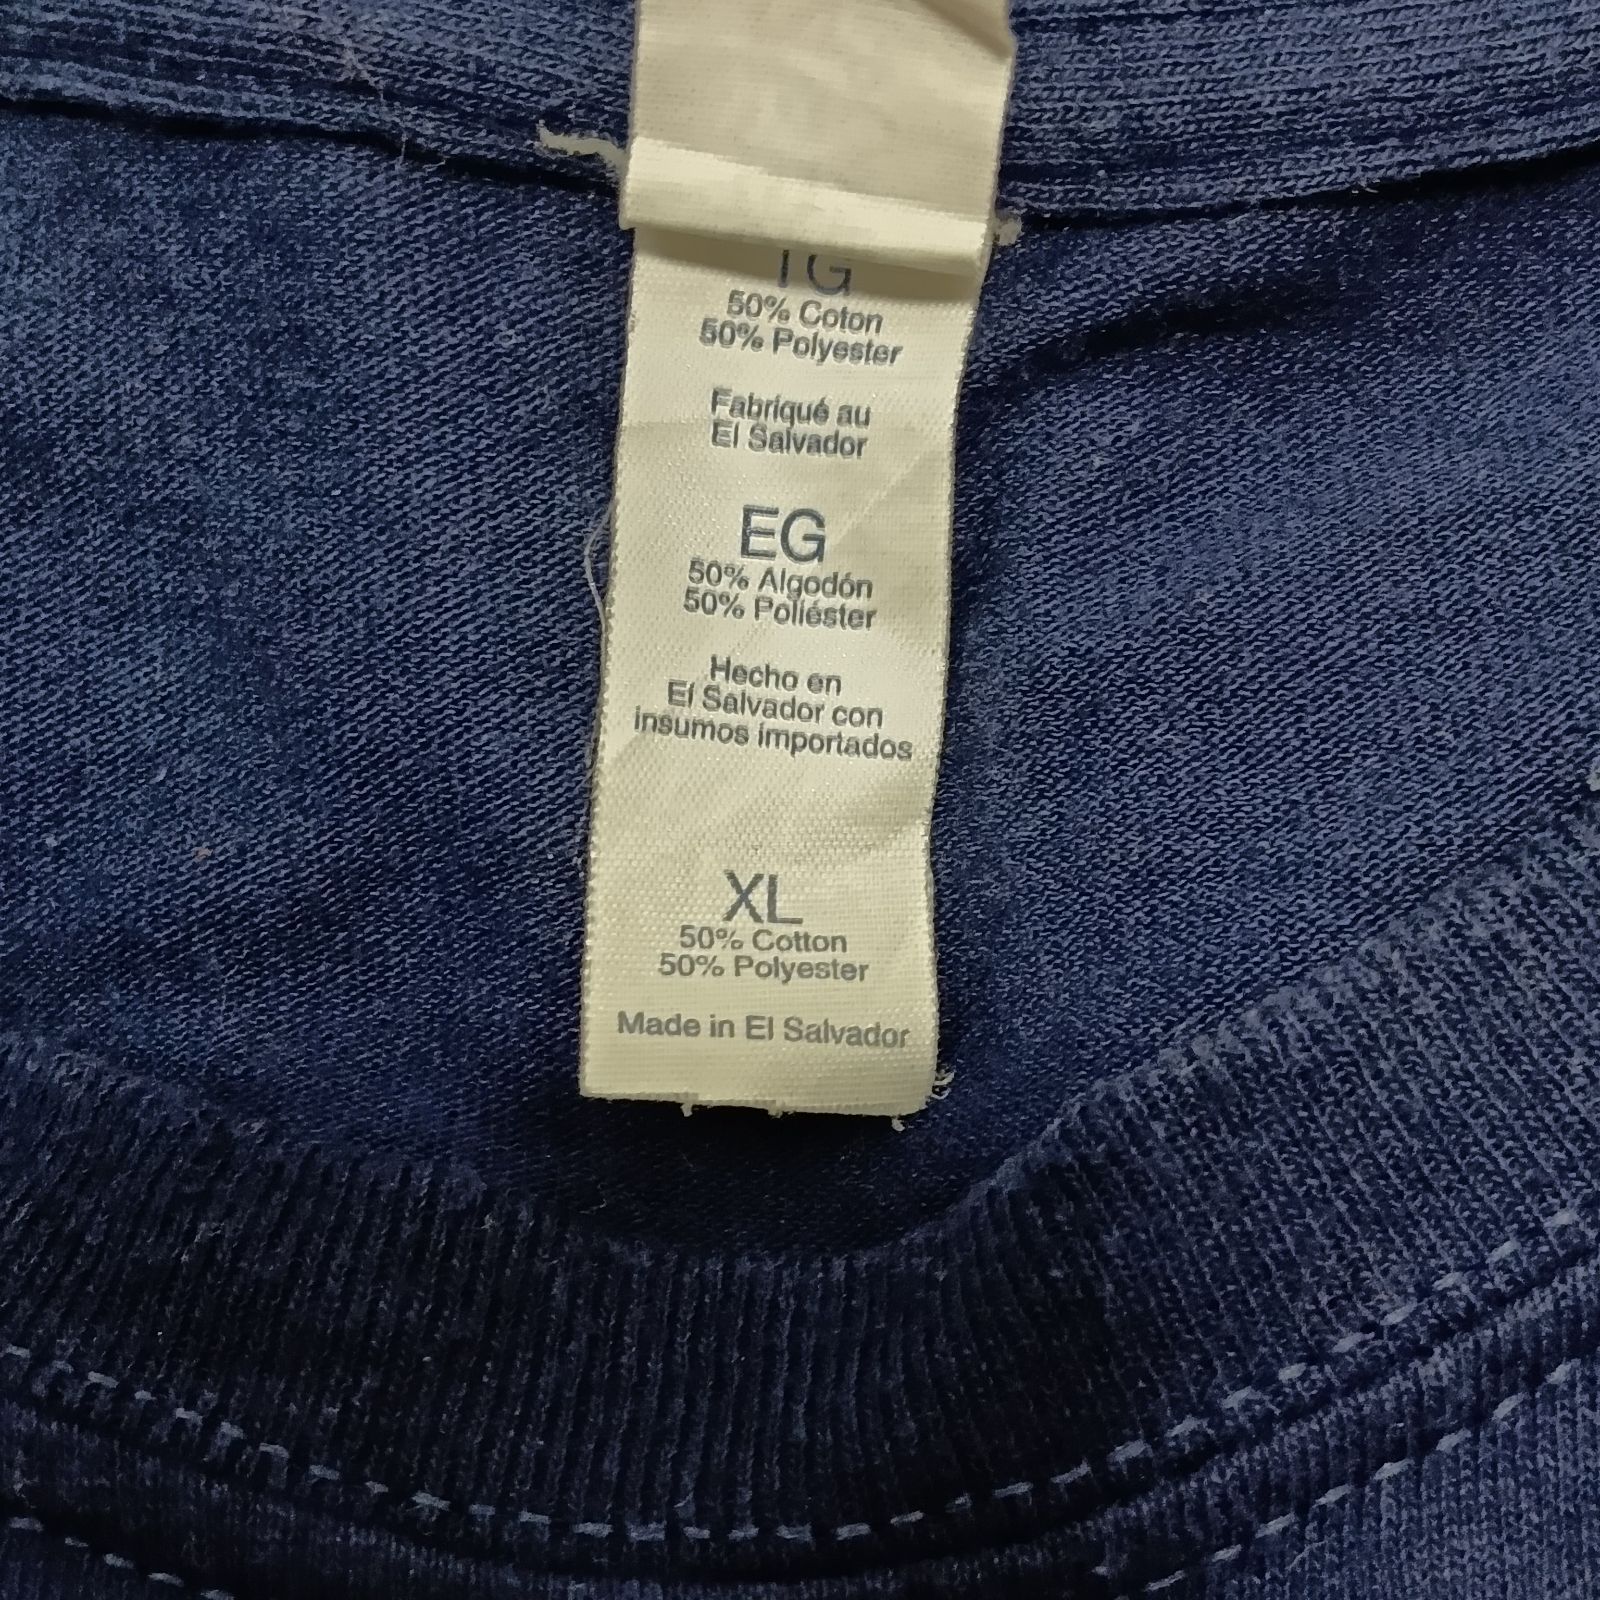 TG
50% Coton
50% Polyester
Fabriqué au
El Salvador
EG
50% Algodón
50% Poliéster
Hecho en
El Salvador con
insumos importados
XL
50% Cotton
50% Polyester
Made in El Salvador